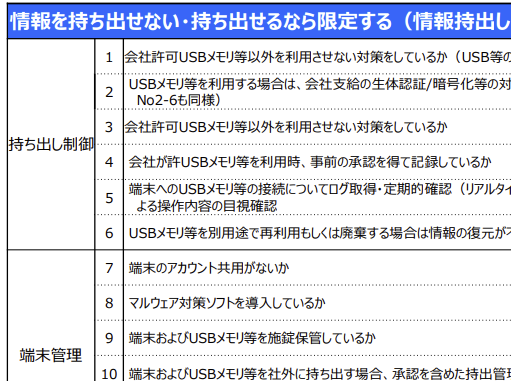 情報を持ち出せない・持ち出せるなら限定する（情報持出し
1 会社許可USBメモリ等以外を利用させない対策をしているか（USB等の
2 USBメモリ等を利用する場合は、会社支給の生体認証/暗号化等の対
No2-6も同様）
持ち出し制御
3 会社許可USBメモリ等以外を利用させない対策をしているか
4 会社が許USBメモリ等を利用時、事前の承認を得て記録しているか
5 端末へのUSBメモリ等の接続についてログ取得・定期的確認（リアルタイ
よる操作内容の目視確認
6 USBメモリ等を別用途で再利用もしくは廃棄する場合は情報の復元が
7 端末のアカウント共用がないか
8 マルウェア対策ソフトを導入しているか
9 端末およびUSBメモリ等を施錠保管しているか
端末管理
10 端末およびUSBメモリ等を社外に持ち出す場合、承認を含めた持出管理